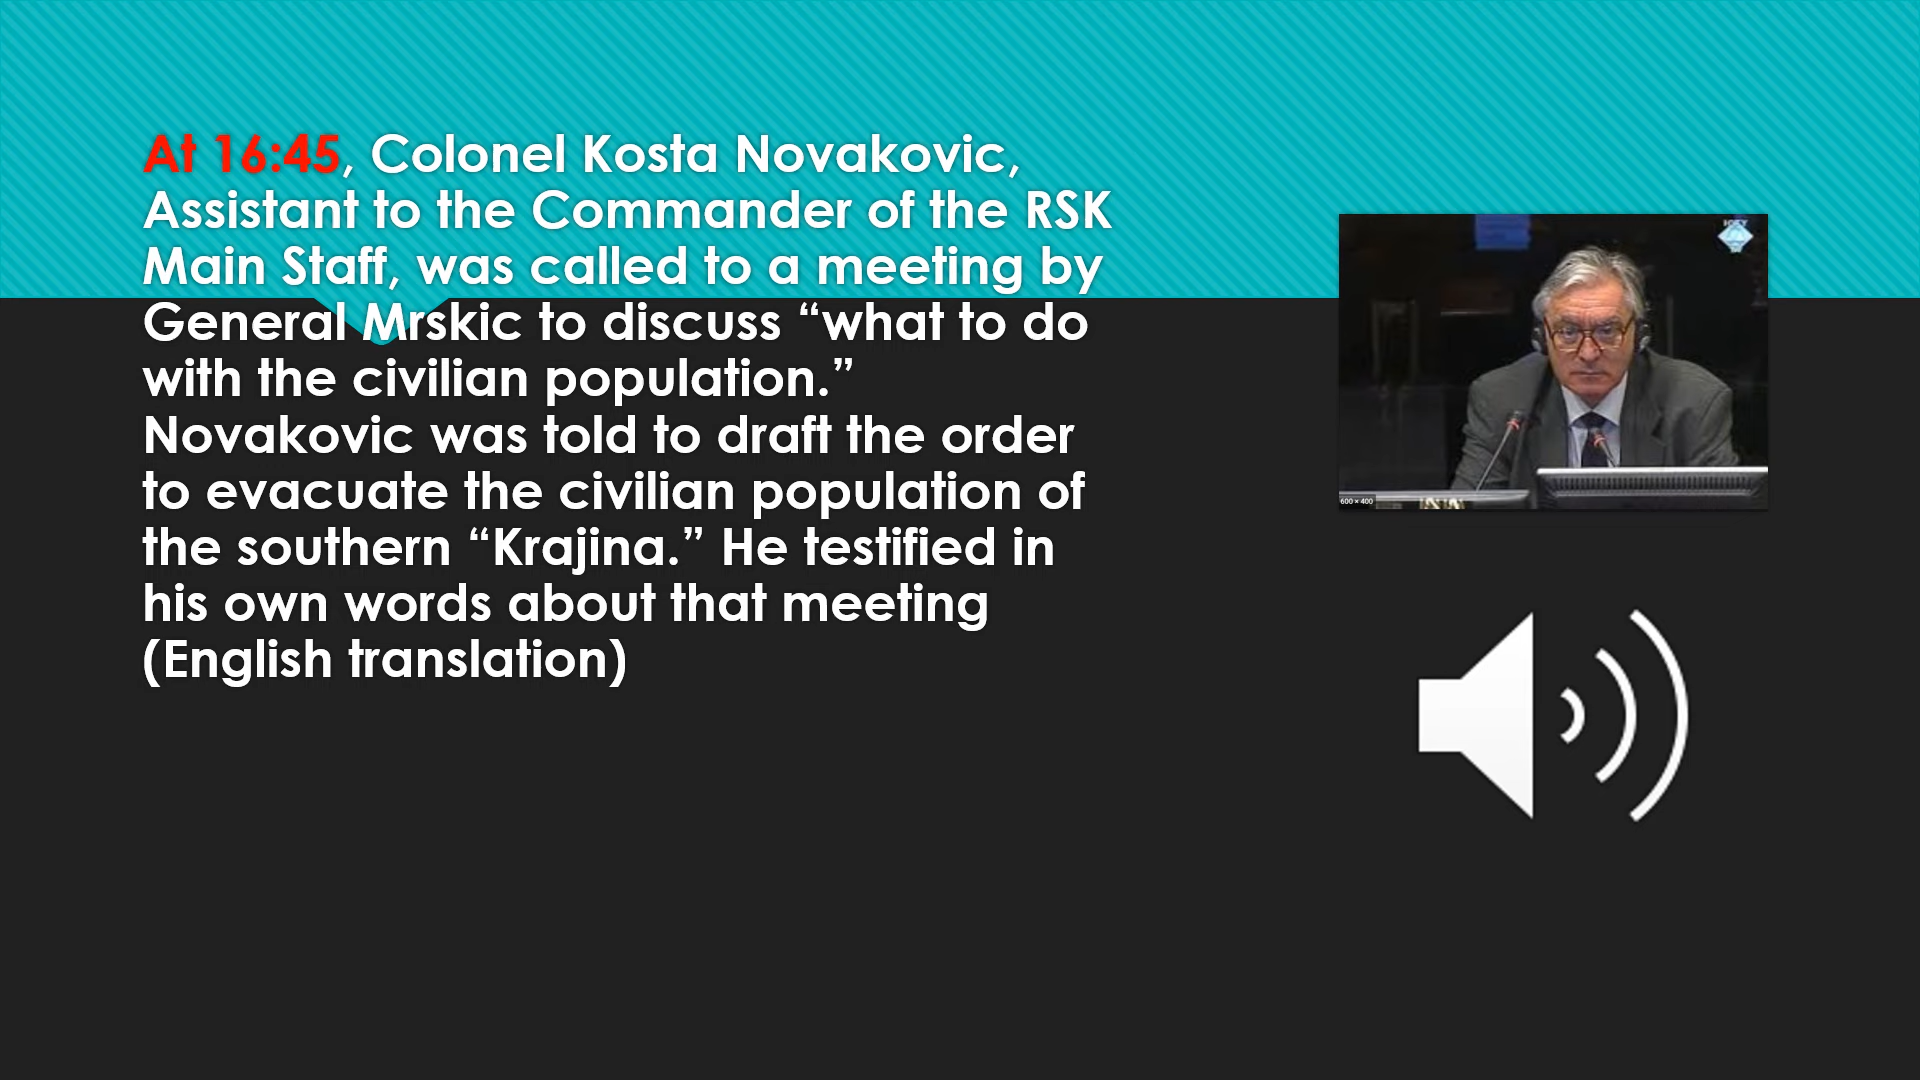 At 16:45, Colonel Kosta Novakovic,
Assistant to the Commander of the RSK
Main Staff, was called to a meeting by
General Mrskic to discuss “what to do
with the civilian population.”
Novakovic was told to draft the order
to evacuate the civilian population of
the southern “Krajina.” He testified in
his own words about that meeting
(English translation)
600 × 400